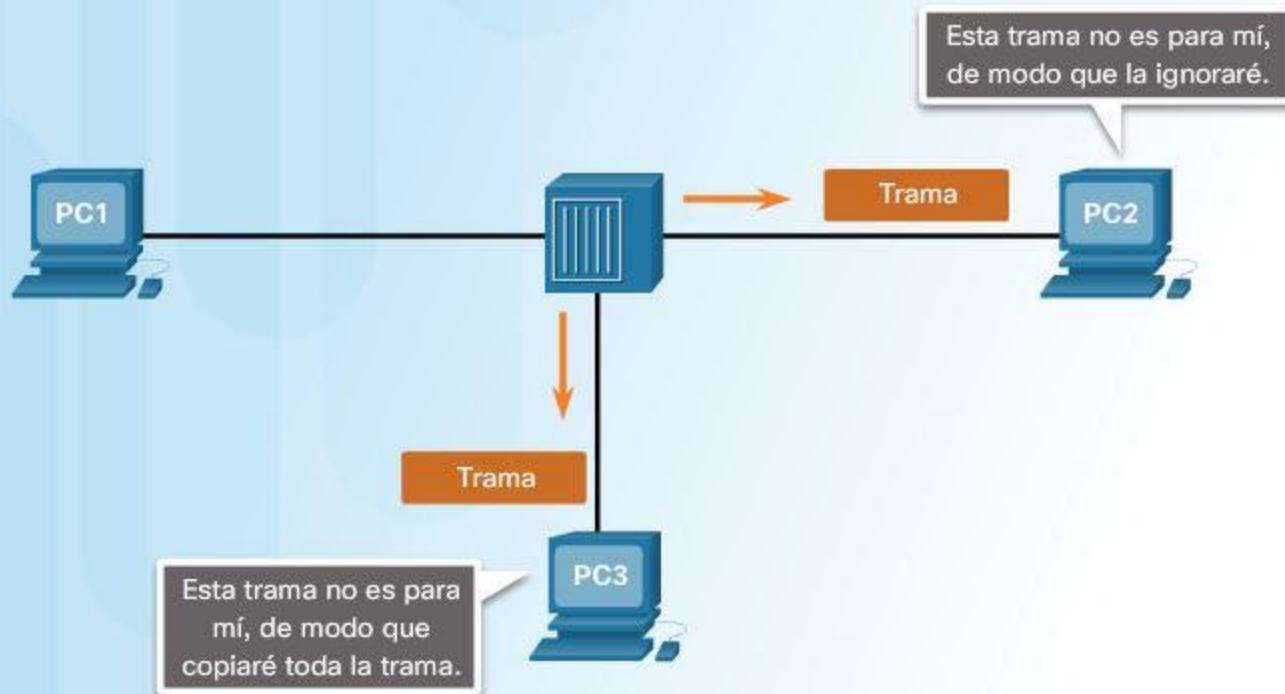 Esta trama no es para mí,
de modo que la ignoraré.
PC1
Trama
PC2
Trama
PC3
Esta trama no es para
mí, de modo que
copiaré toda la trama.